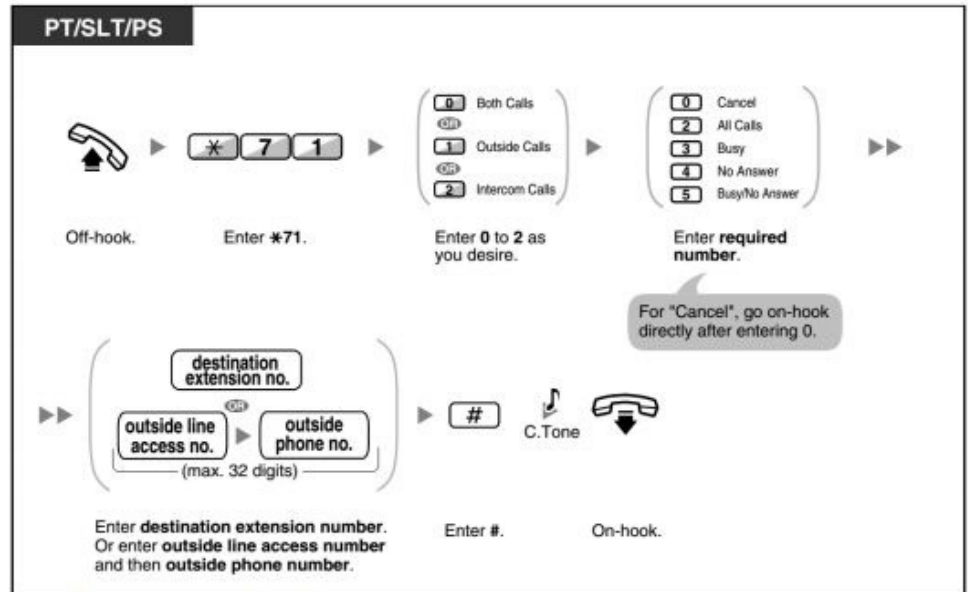 PT/SLT/PS
0 Both Calls
OR
1 Outside Calls
OR
2 Intercom Calls
0 Cancel
2 All Calls
3 Busy
4 No Answer
5 Busy/No Answer
* 7 1
Off-hook.
Enter *71.
Enter 0 to 2 as
you desire.
Enter required
number.
For "Cancel", go on-hook
directly after entering 0.
destination
extension no.
OR
outside line
access no.
outside
phone no.
(max. 32 digits)
#
C.Tone
Enter destination extension number.
Or enter outside line access number
and then outside phone number.
Enter #.
On-hook.